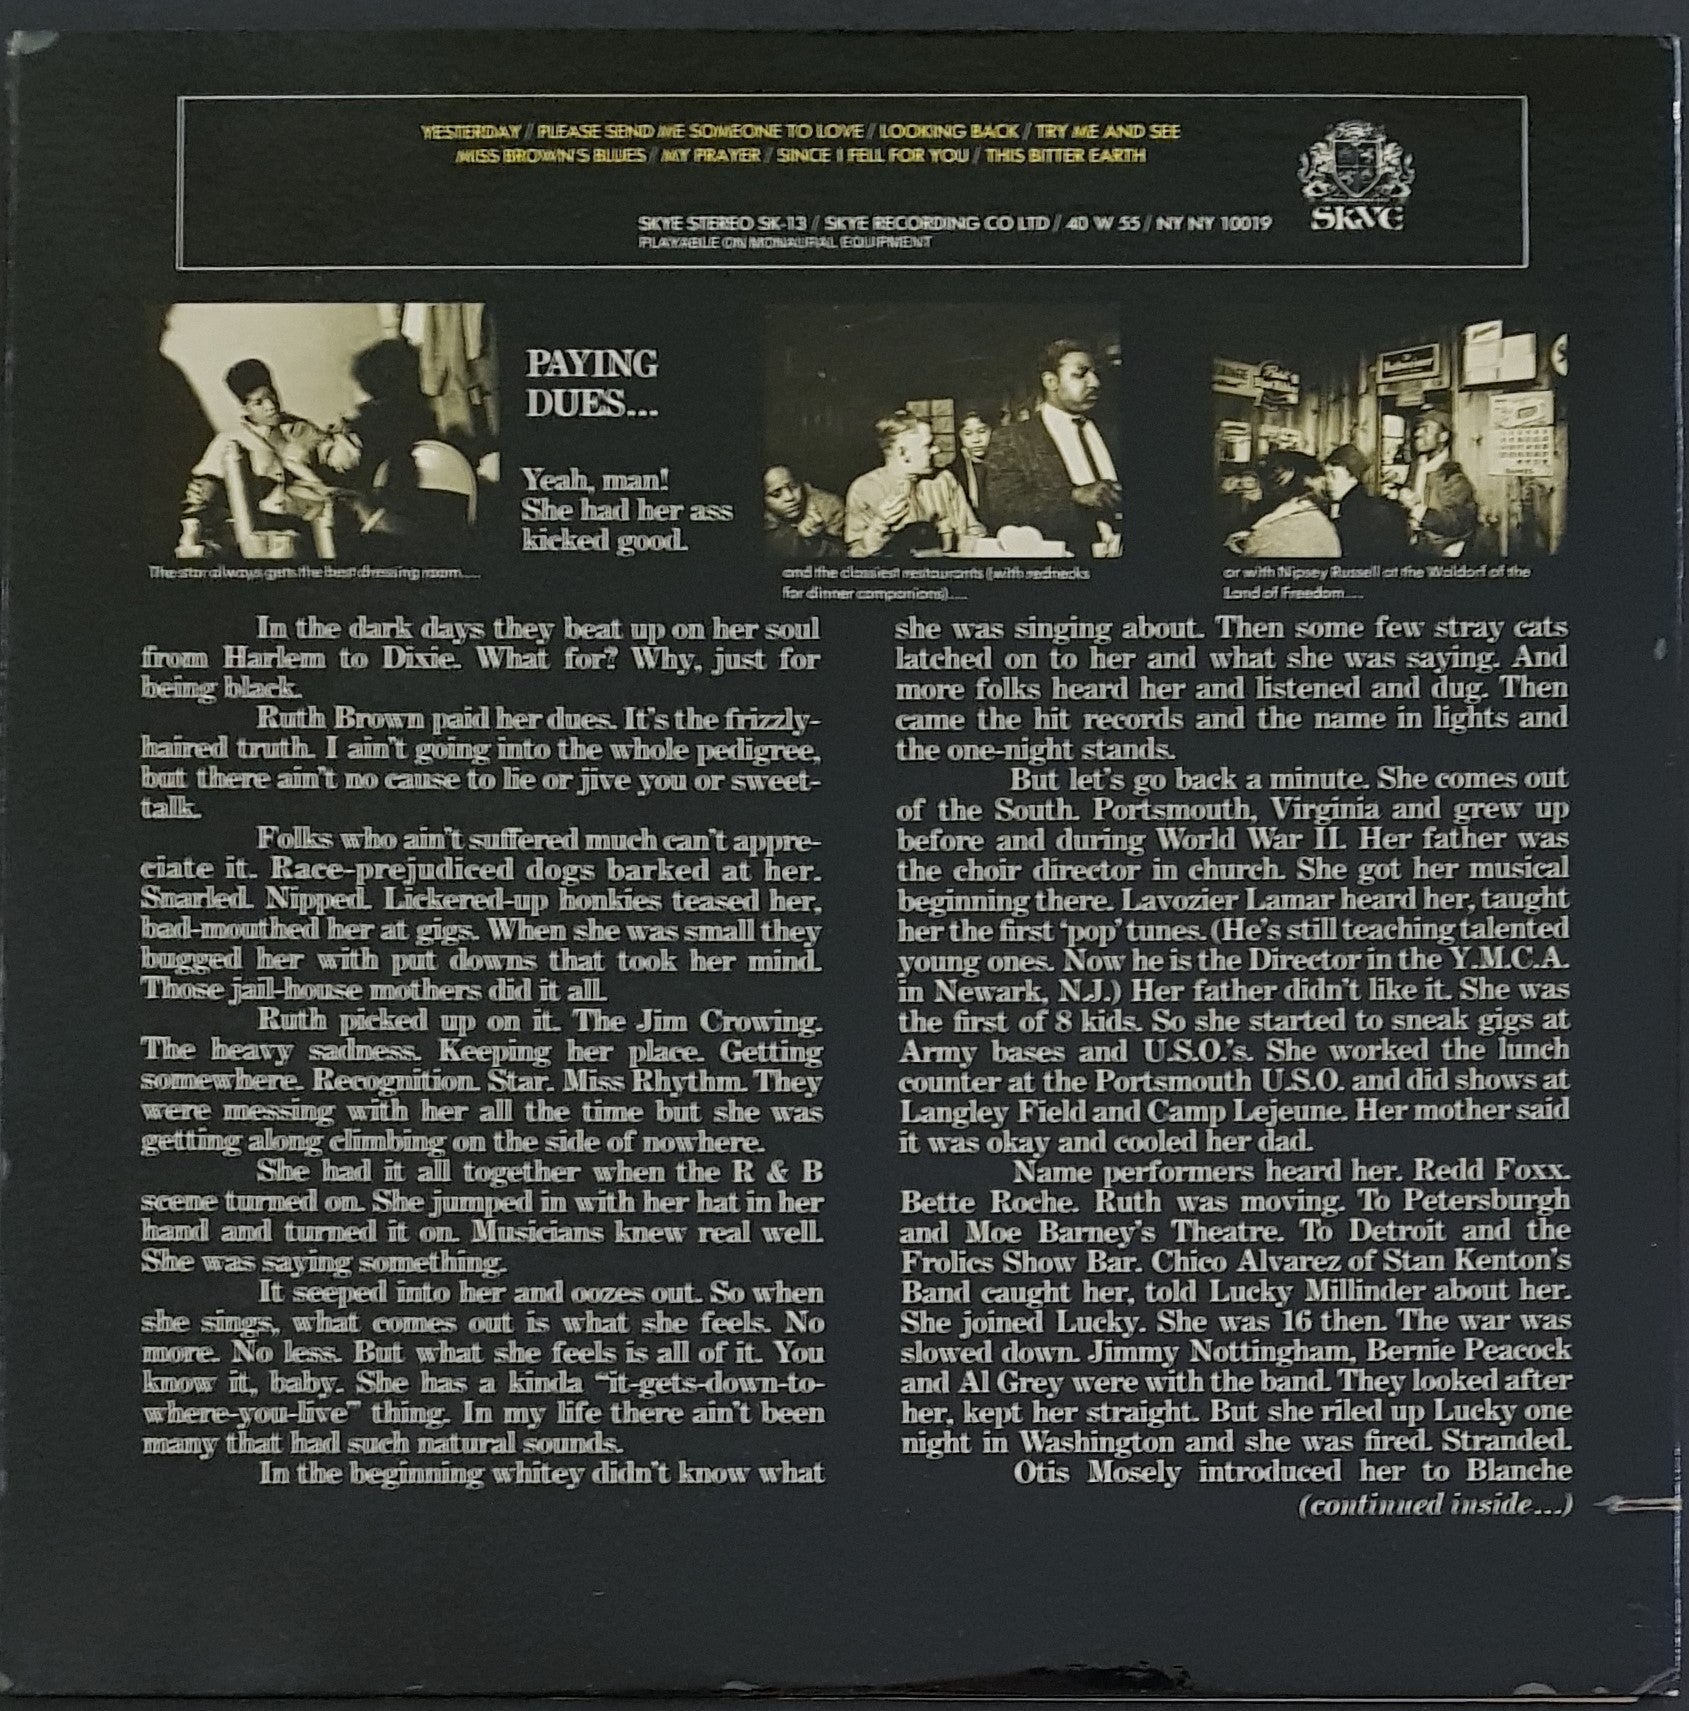 YESTERDAY / PLEASE SEND ME SOMEONE TO LOVE / LOOKING BACK / TRY ME AND SEE
MISS BROWN'S BLUES / MY PRAYER / SINCE I FELL FOR YOU / THIS BITTER EARTH
SKYE STEREO SK-13 / SKYE RECORDING CO LTD / 40 W 55 / NY NY 10019
PLAYABLE ON MONAURAL EQUIPMENT
SKYE
PAYING
DUES...
Yeah, man!
She had her ass
kicked good.
The star always gets the best dressing room.....
and the classiest restaurants (with rednecks
for dinner companions).....
or with Nipsey Russell at the Waldorf of the
Land of Freedom.....
In the dark days they beat up on her soul
from Harlem to Dixie. What for? Why, just for
being black.
Ruth Brown paid her dues. It's the frizzly-
haired truth. I ain't going into the whole pedigree,
but there ain't no cause to lie or jive you or sweet-
talk.
Folks who ain't suffered much can't appre-
ciate it. Race-prejudiced dogs barked at her.
Snarled. Nipped. Lickered-up honkies teased her,
bad-mouthed her at gigs. When she was small they
bugged her with put downs that took her mind.
Those jail-house mothers did it all.
Ruth picked up on it. The Jim Crowing.
The heavy sadness. Keeping her place. Getting
somewhere. Recognition. Star. Miss Rhythm. They
were messing with her all the time but she was
getting along climbing on the side of nowhere.
She had it all together when the R & B
scene turned on. She jumped in with her hat in her
hand and turned it on. Musicians knew real well.
She was saying something.
It seeped into her and oozes out. So when
she sings, what comes out is what she feels. No
more. No less. But what she feels is all of it. You
know it, baby. She has a kinda "it-gets-down-to-
where-you-live" thing. In my life there ain't been
many that had such natural sounds.
In the beginning whitey didn't know what
she was singing about. Then some few stray cats
latched on to her and what she was saying. And
more folks heard her and listened and dug. Then
came the hit records and the name in lights and
the one-night stands.
But let's go back a minute. She comes out
of the South. Portsmouth, Virginia and grew up
before and during World War II. Her father was
the choir director in church. She got her musical
beginning there. Lavozier Lamar heard her, taught
her the first 'pop' tunes. (He's still teaching talented
young ones. Now he is the Director in the Y.M.C.A.
in Newark, N.J.) Her father didn't like it. She was
the first of 8 kids. So she started to sneak gigs at
Army bases and U.S.O.'s. She worked the lunch
counter at the Portsmouth U.S.O. and did shows at
Langley Field and Camp Lejeune. Her mother said
it was okay and cooled her dad.
Name performers heard her. Redd Foxx.
Bette Roche. Ruth was moving. To Petersburgh
and Moe Barney's Theatre. To Detroit and the
Frolics Show Bar. Chico Alvarez of Stan Kenton's
Band caught her, told Lucky Millinder about her.
She joined Lucky. She was 16 then. The war was
slowed down. Jimmy Nottingham, Bernie Peacock
and Al Grey were with the band. They looked after
her, kept her straight. But she riled up Lucky one
night in Washington and she was fired. Stranded.
Otis Mosely introduced her to Blanche
(continued inside...)